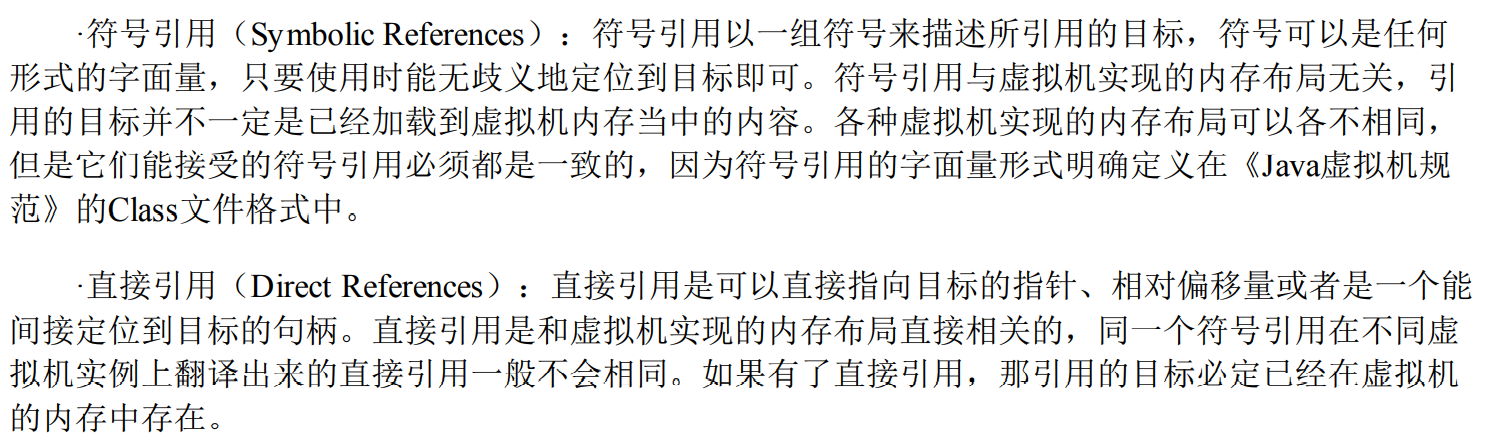 ·符号引用（Symbolic References）：符号引用以一组符号来描述所引用的目标，符号可以是任何
形式的字面量，只要使用时能无歧义地定位到目标即可。符号引用与虚拟机实现的内存布局无关，引
用的目标并不一定是已经加载到虚拟机内存当中的内容。各种虚拟机实现的内存布局可以各不相同，
但是它们能接受的符号引用必须都是一致的，因为符号引用的字面量形式明确定义在《Java虚拟机规
范》的Class文件格式中。
·直接引用（Direct References）：直接引用是可以直接指向目标的指针、相对偏移量或者是一个能
间接定位到目标的句柄。直接引用是和虚拟机实现的内存布局直接相关的，同一个符号引用在不同虚
拟机实例上翻译出来的直接引用一般不会相同。如果有了直接引用，那引用的目标必定已经在虚拟机
的内存中存在。